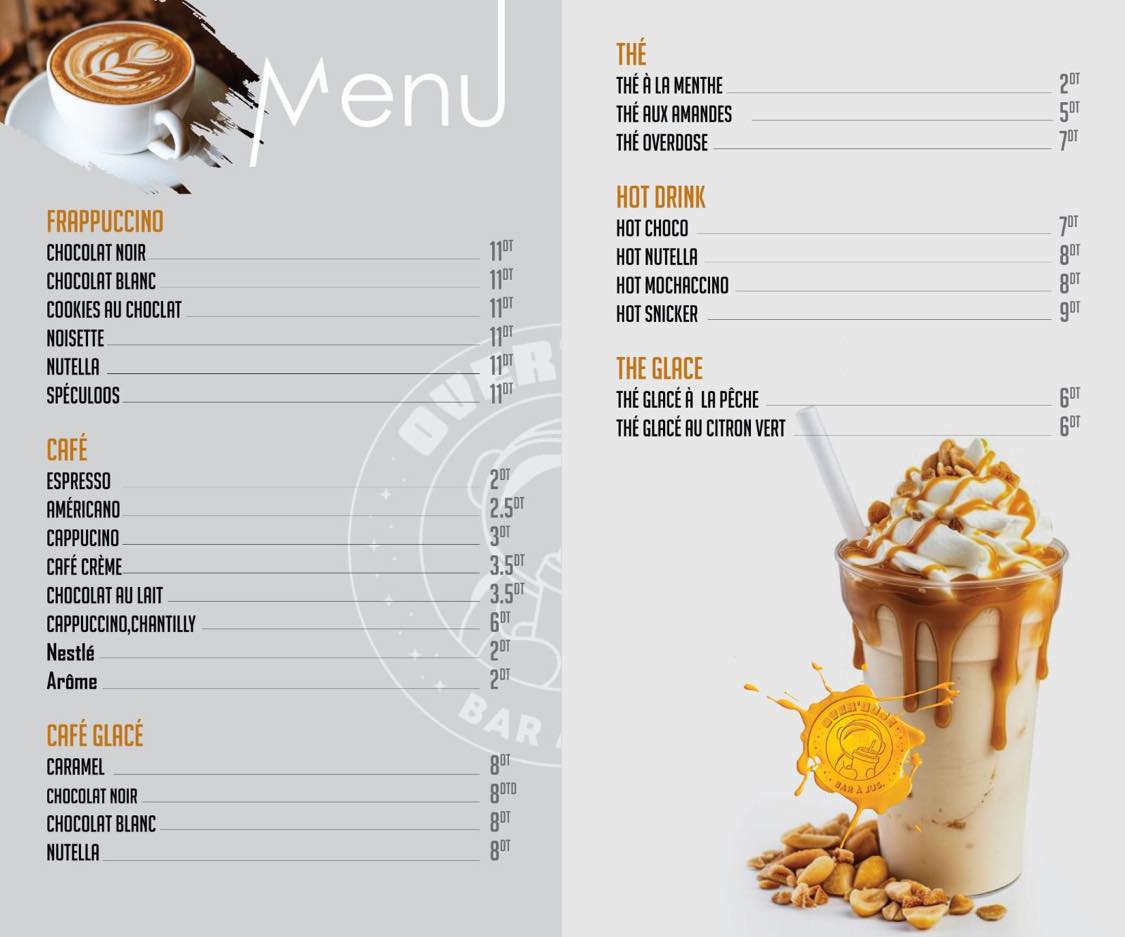 Menu
FRAPPUCCINO
CHOCOLAT NOIR 11DT
CHOCOLAT BLANC 11DT
COOKIES AU CHOCLAT 11DT
NOISETTE 11DT
NUTELLA 11DT
SPÉCULOOS 11DT
CAFÉ
ESPRESSO 2DT
AMÉRICANO 2.5DT
CAPPUCINO 3DT
CAFÉ CRÈME 3.5DT
CHOCOLAT AU LAIT 3.5DT
CAPPUCCINO,CHANTILLY 6DT
Nestlé 2DT
Arôme 2DT
CAFÉ GLACÉ
CARAMEL 8DT
CHOCOLAT NOIR 8DTD
CHOCOLAT BLANC 8DT
NUTELLA 8DT
OVER'
BAR
THÉ
THÉ À LA MENTHE 2DT
THÉ AUX AMANDES 5DT
THÉ OVERDOSE 7DT
HOT DRINK
HOT CHOCO 7DT
HOT NUTELLA 8DT
HOT MOCHACCINO 8DT
HOT SNICKER 9DT
THE GLACE
THÉ GLACÉ À LA PÊCHE 6DT
THÉ GLACÉ AU CITRON VERT 6DT
BAR À JUS